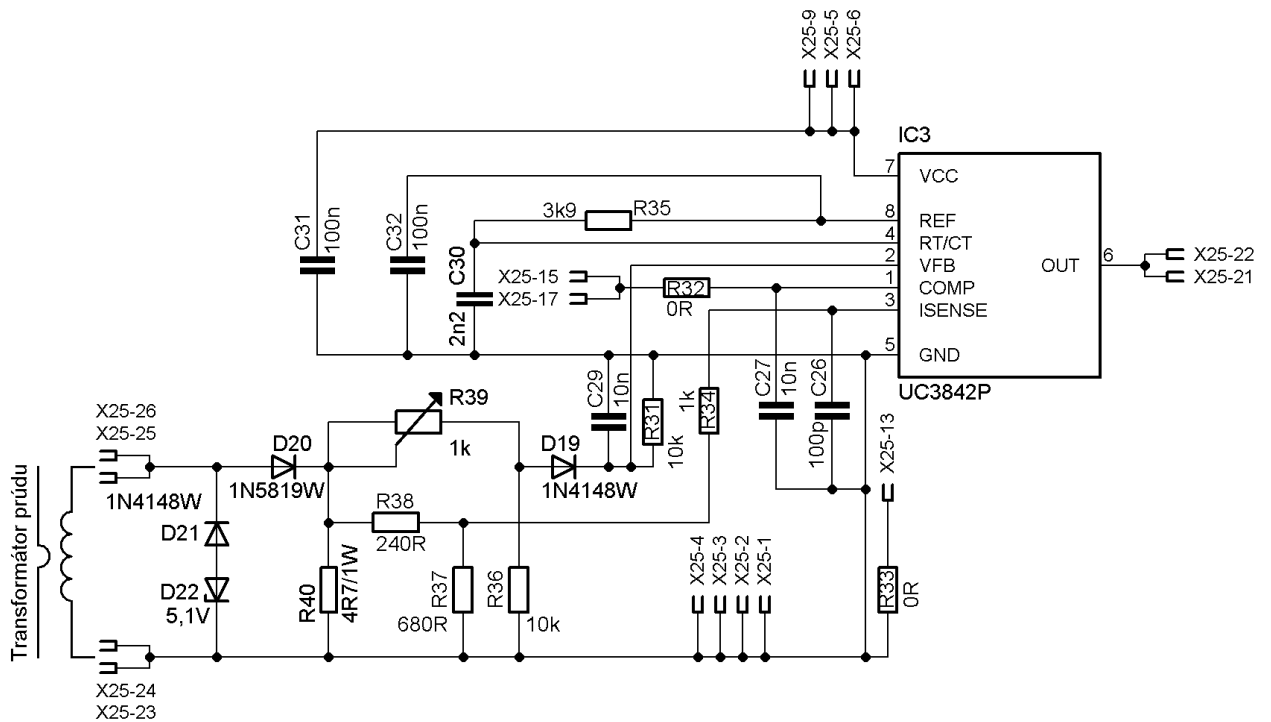 X25-9
X25-5
X25-6
IC3
7
VCC
8
REF
4
RT/CT
2
VFB
1
COMP
3
ISENSE
5
GND
OUT
6
UC3842P
X25-22
X25-21
C31
100n
C32
100n
C30
2n2
3k9
R35
X25-15
X25-17
R32
0R
C29
10n
R31
10k
1k
R34
C27
10n
C26
100p
X25-13
R33
0R
X25-26
X25-25
R39
1k
D20
1N5819W
D19
1N4148W
1N4148W
D21
D22
5,1V
R38
240R
R40
4R7/1W
R37
680R
R36
10k
X25-4
X25-3
X25-2
X25-1
Transformátor prúdu
X25-24
X25-23